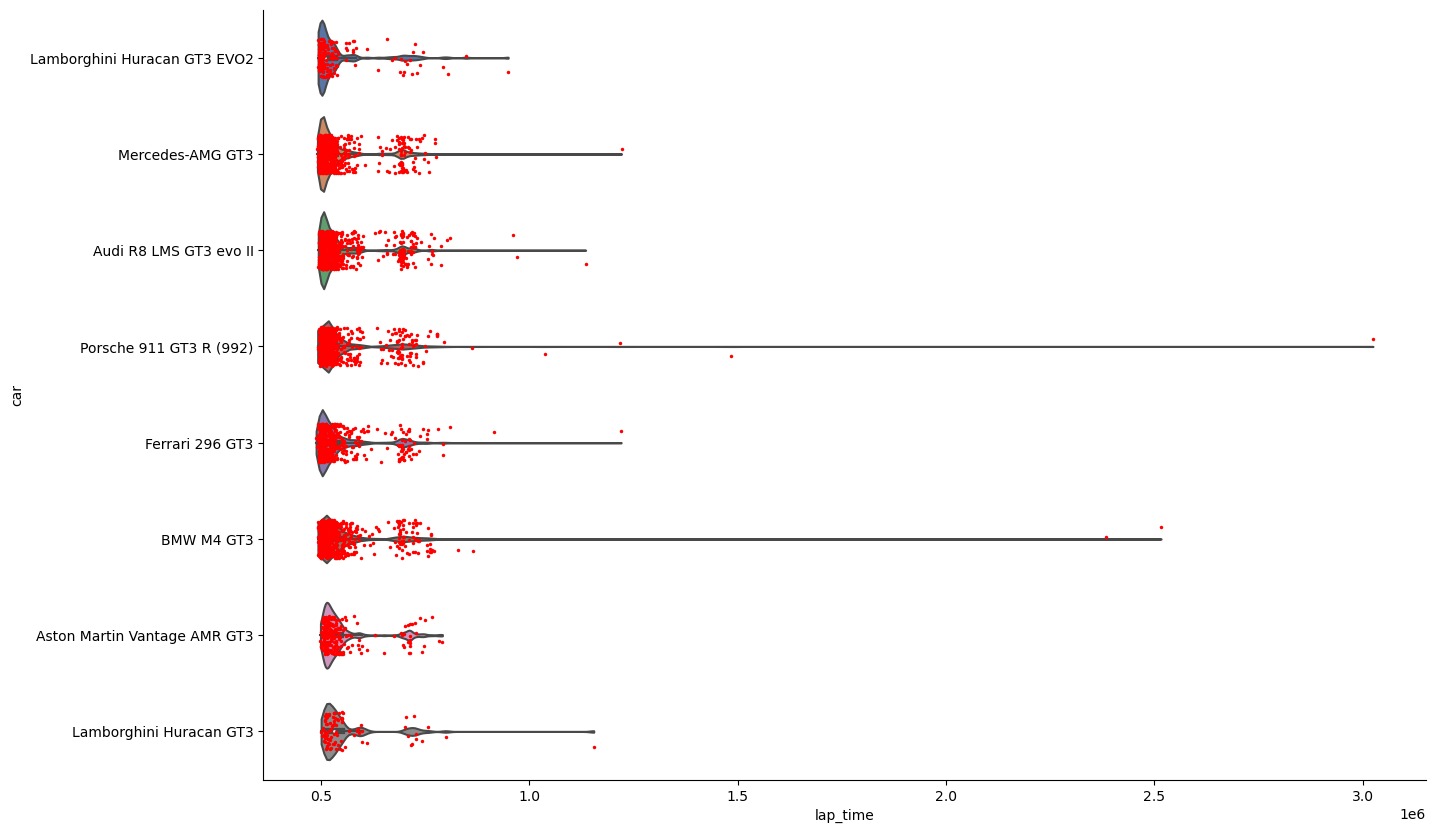 Lamborghini Huracan GT3 EVO2
Mercedes-AMG GT3
Audi R8 LMS GT3 evo II
Porsche 911 GT3 R (992)
Ferrari 296 GT3
BMW M4 GT3
Aston Martin Vantage AMR GT3
Lamborghini Huracan GT3
car
0.5 1.0 1.5 2.0 2.5 3.0
lap_time
1e6